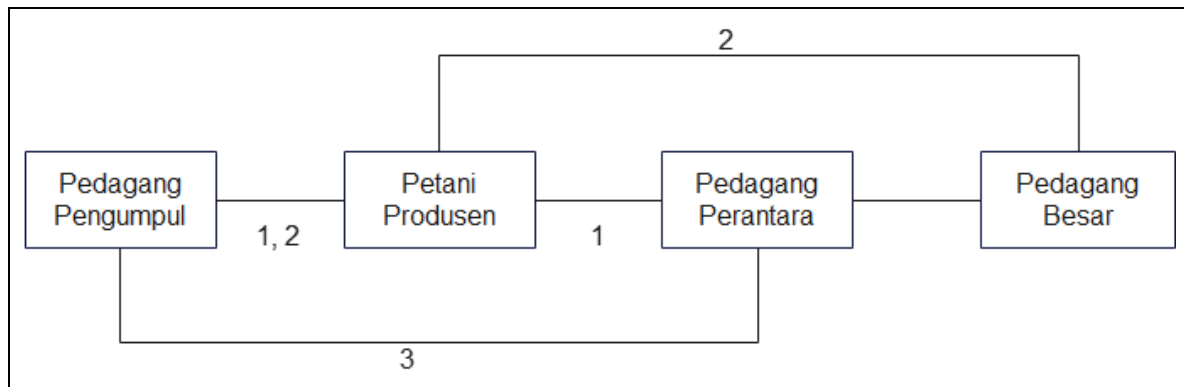 2
Pedagang
Pengumpul
Petani
Produsen
Pedagang
Perantara
Pedagang
Besar
1, 2
1
3